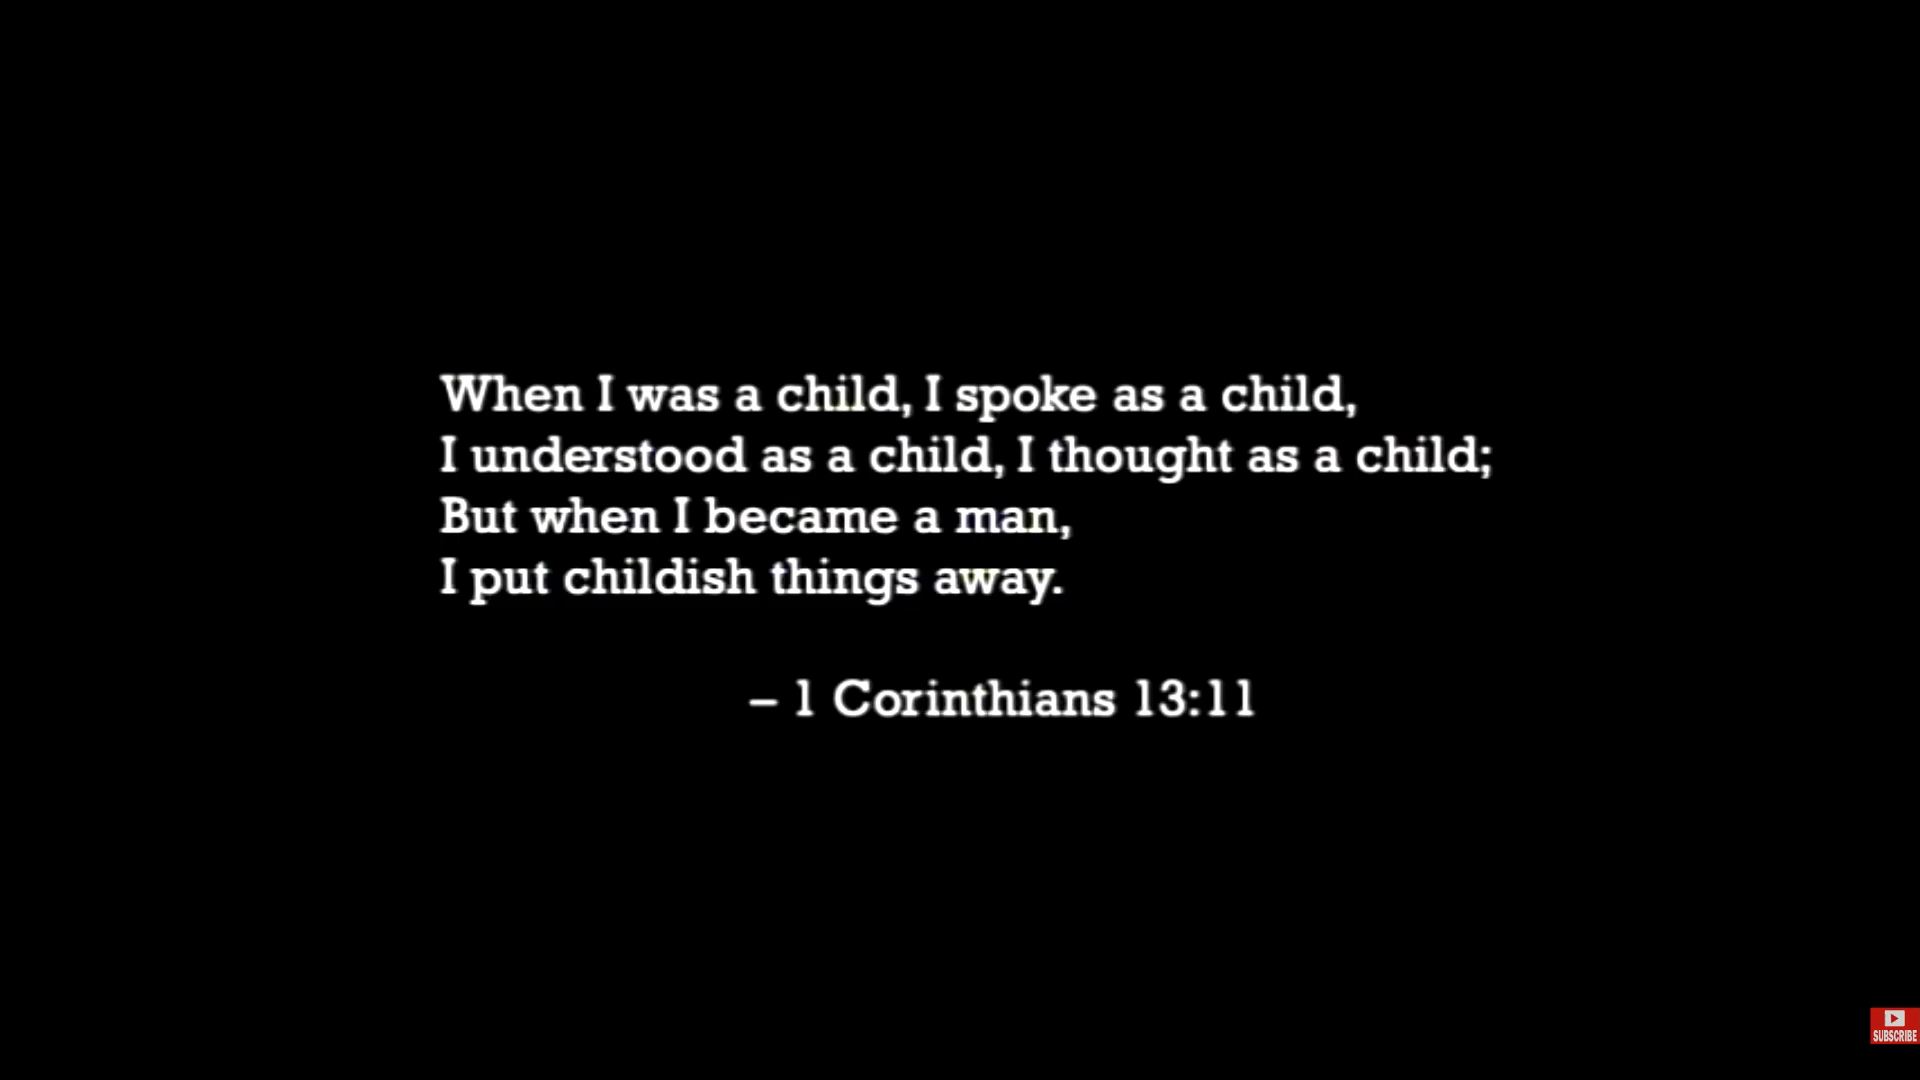 When I was a child, I spoke as a child,
I understood as a child, I thought as a child;
But when I became a man,
I put childish things away.
– 1 Corinthians 13:11
SUBSCRIBE